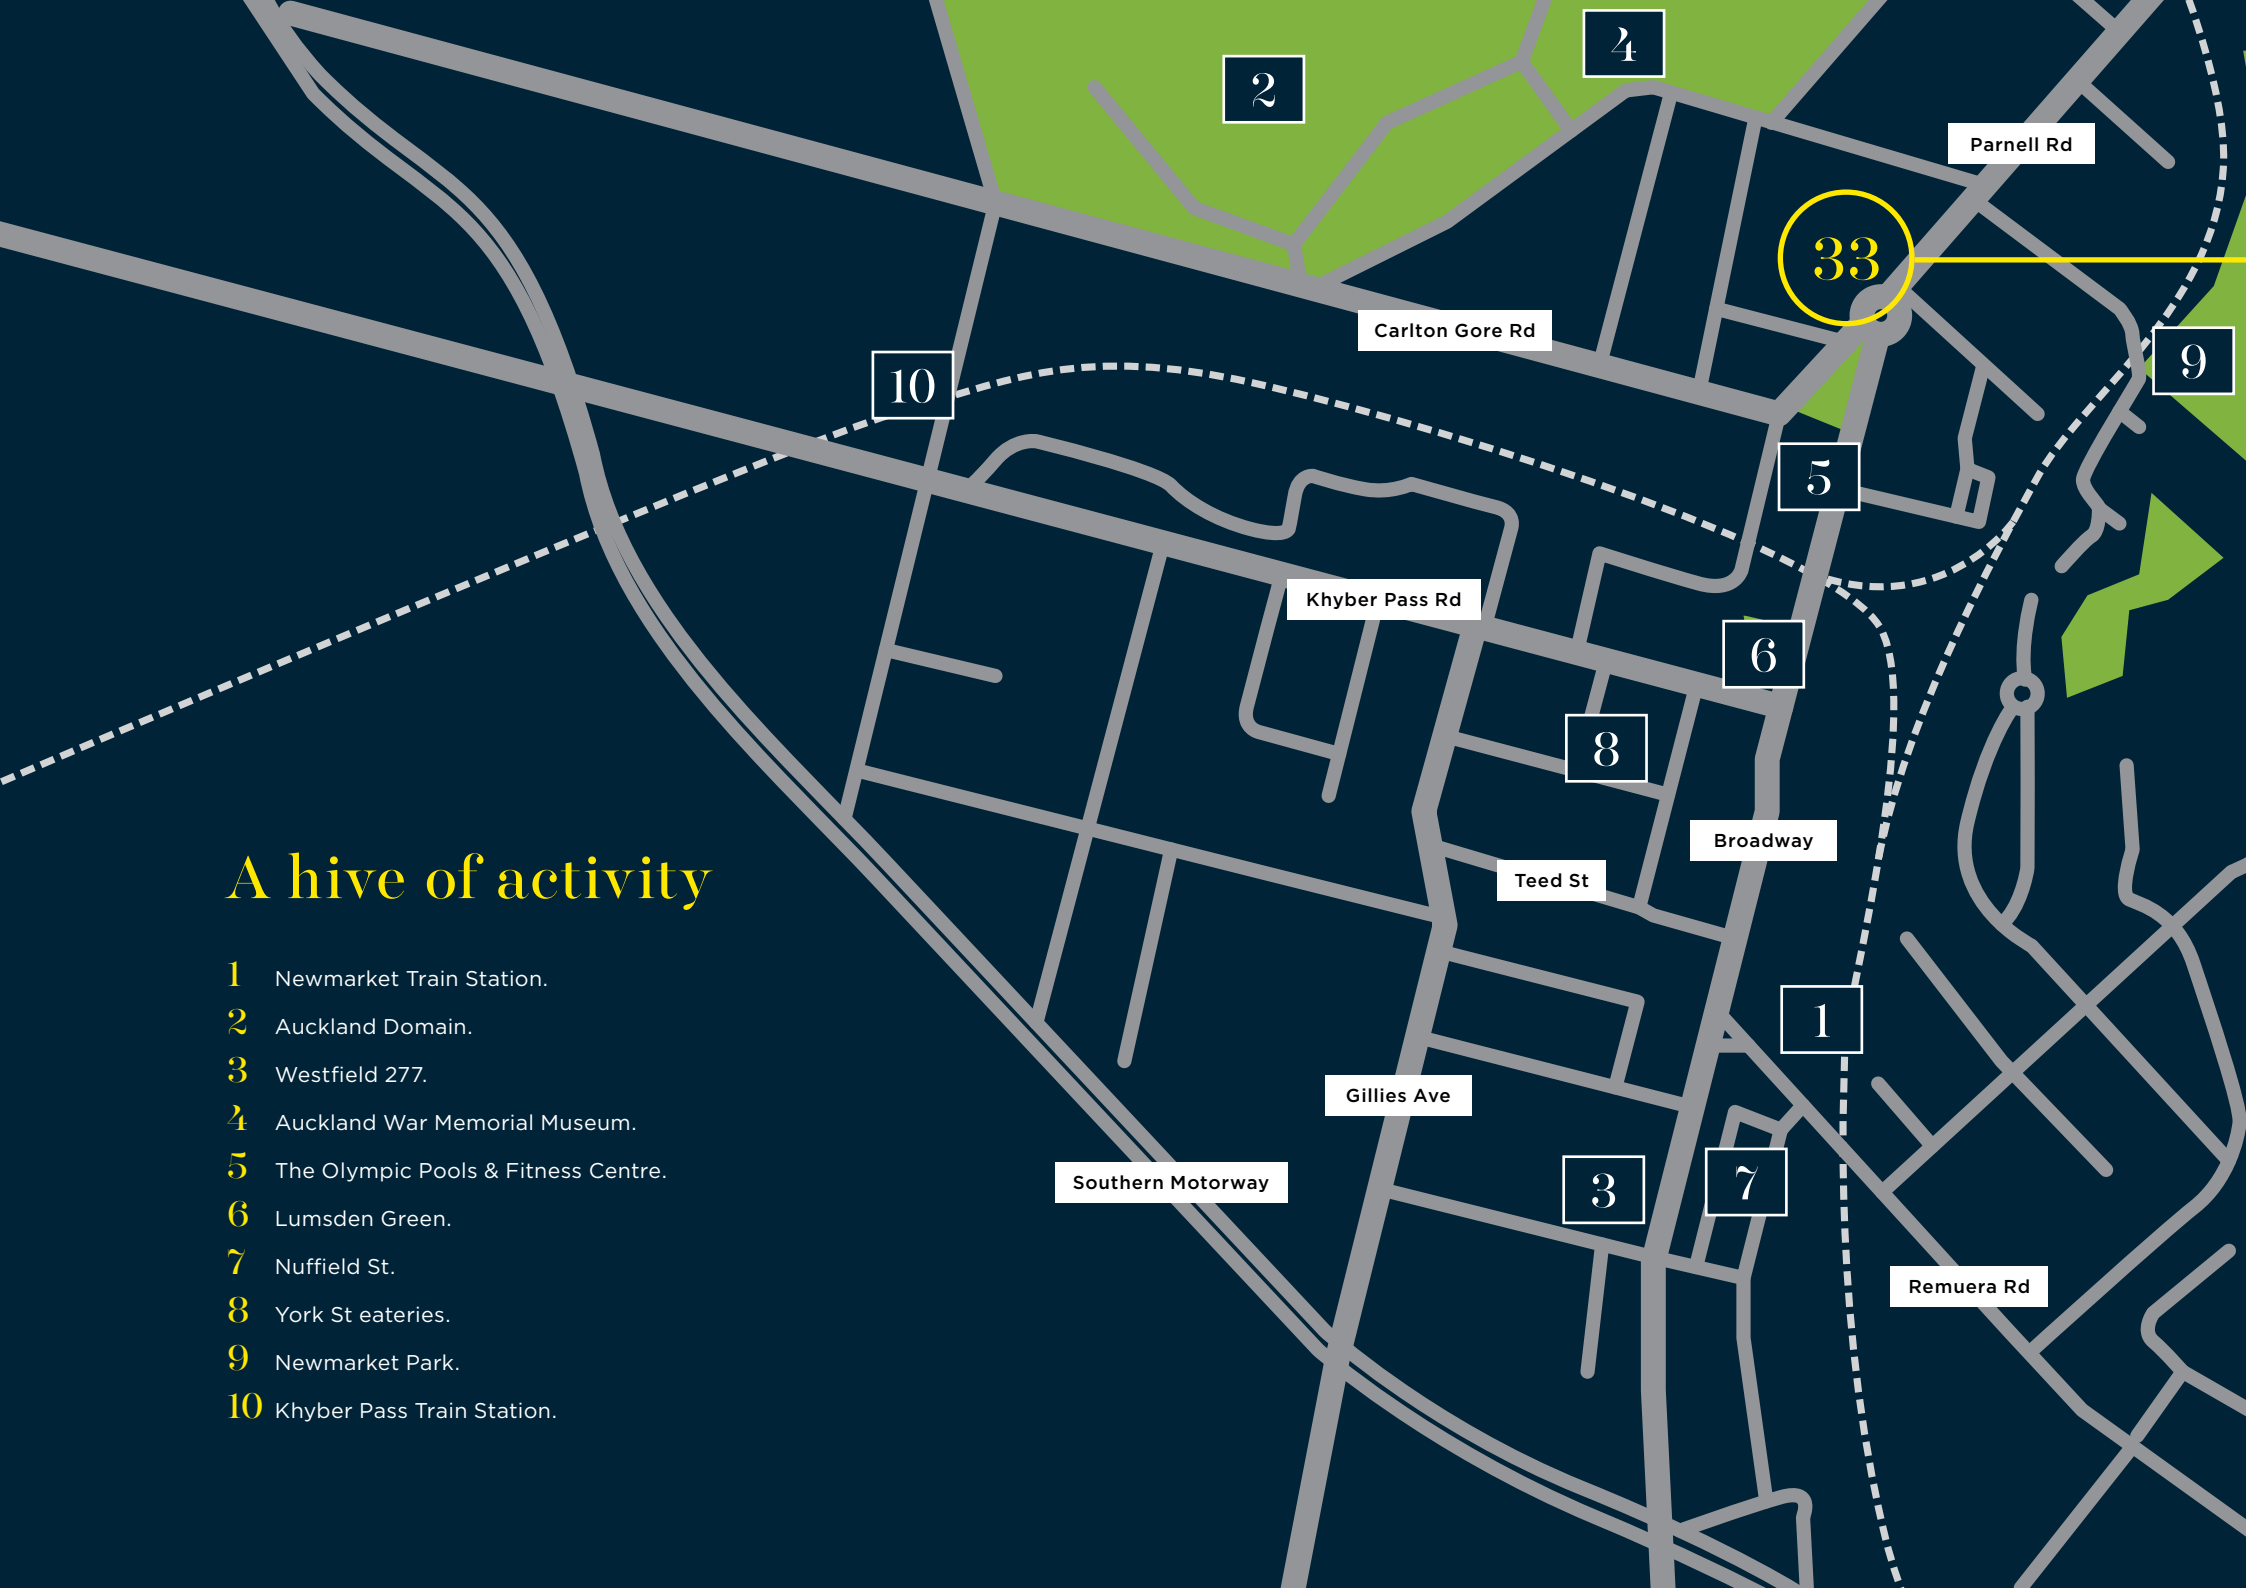 2
4
Parnell Rd
33
Carlton Gore Rd
9
10
5
Khyber Pass Rd
6
8
Broadway
Teed St
1
Gillies Ave
Southern Motorway
3
7
Remuera Rd
A hive of activity
1 Newmarket Train Station.
2 Auckland Domain.
3 Westfield 277.
4 Auckland War Memorial Museum.
5 The Olympic Pools & Fitness Centre.
6 Lumsden Green.
7 Nuffield St.
8 York St eateries.
9 Newmarket Park.
10 Khyber Pass Train Station.